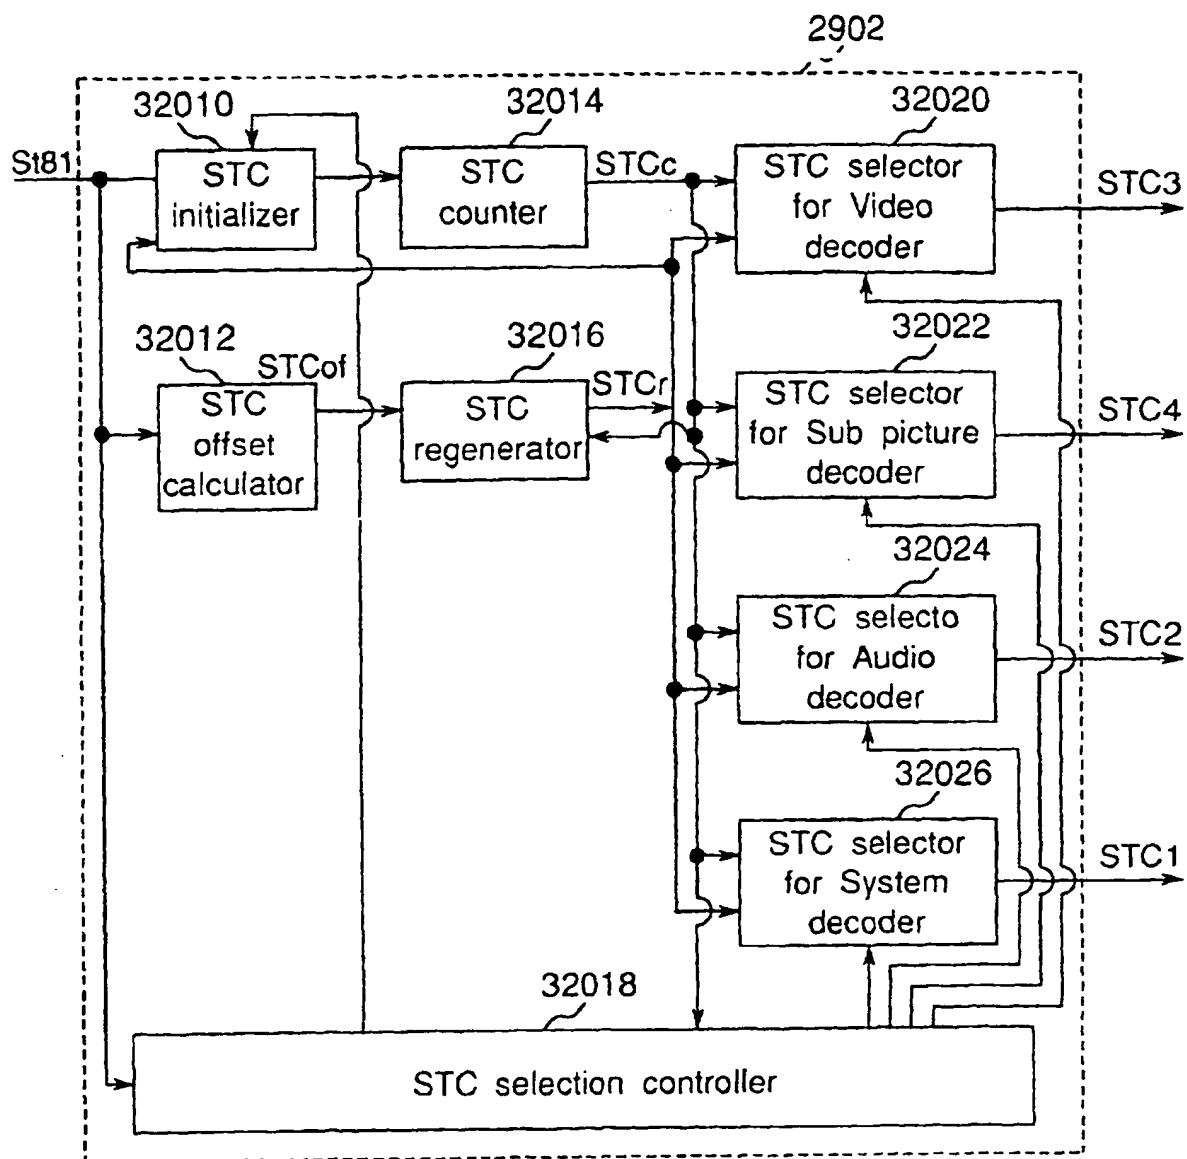 2902
32010
32014
32020
St81
STC
initializer
STC
counter
STCc
STC selector
for Video
decoder
STC3
32012
STCof
32016
STCr
32022
STC
offset
calculator
STC
regenerator
STC selector
for Sub picture
decoder
STC4
32024
STC selecto
for Audio
decoder
STC2
32026
STC selector
for System
decoder
STC1
32018
STC selection controller